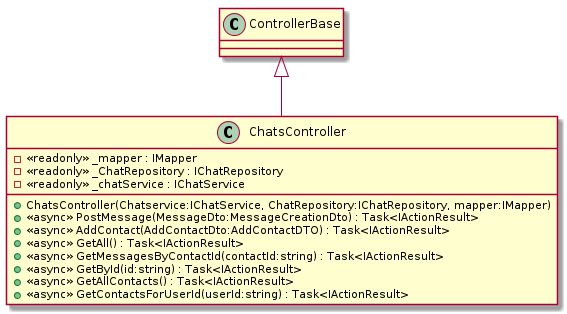 C ControllerBase
C ChatsController
«readonly» _mapper : IMapper
«readonly» _ChatRepository : IChatRepository
«readonly» _chatService : IChatService
ChatsController(Chatservice:IChatService, ChatRepository:IChatRepository, mapper:IMapper)
«async» PostMessage(MessageDto:MessageCreationDto) : Task<IActionResult>
«async» AddContact(AddContactDto:AddContactDTO) : Task<IActionResult>
«async» GetAll() : Task<IActionResult>
«async» GetMessagesByContactId(contactId:string) : Task<IActionResult>
«async» GetById(id:string) : Task<IActionResult>
«async» GetAllContacts() : Task<IActionResult>
«async» GetContactsForUserId(userId:string) : Task<IActionResult>